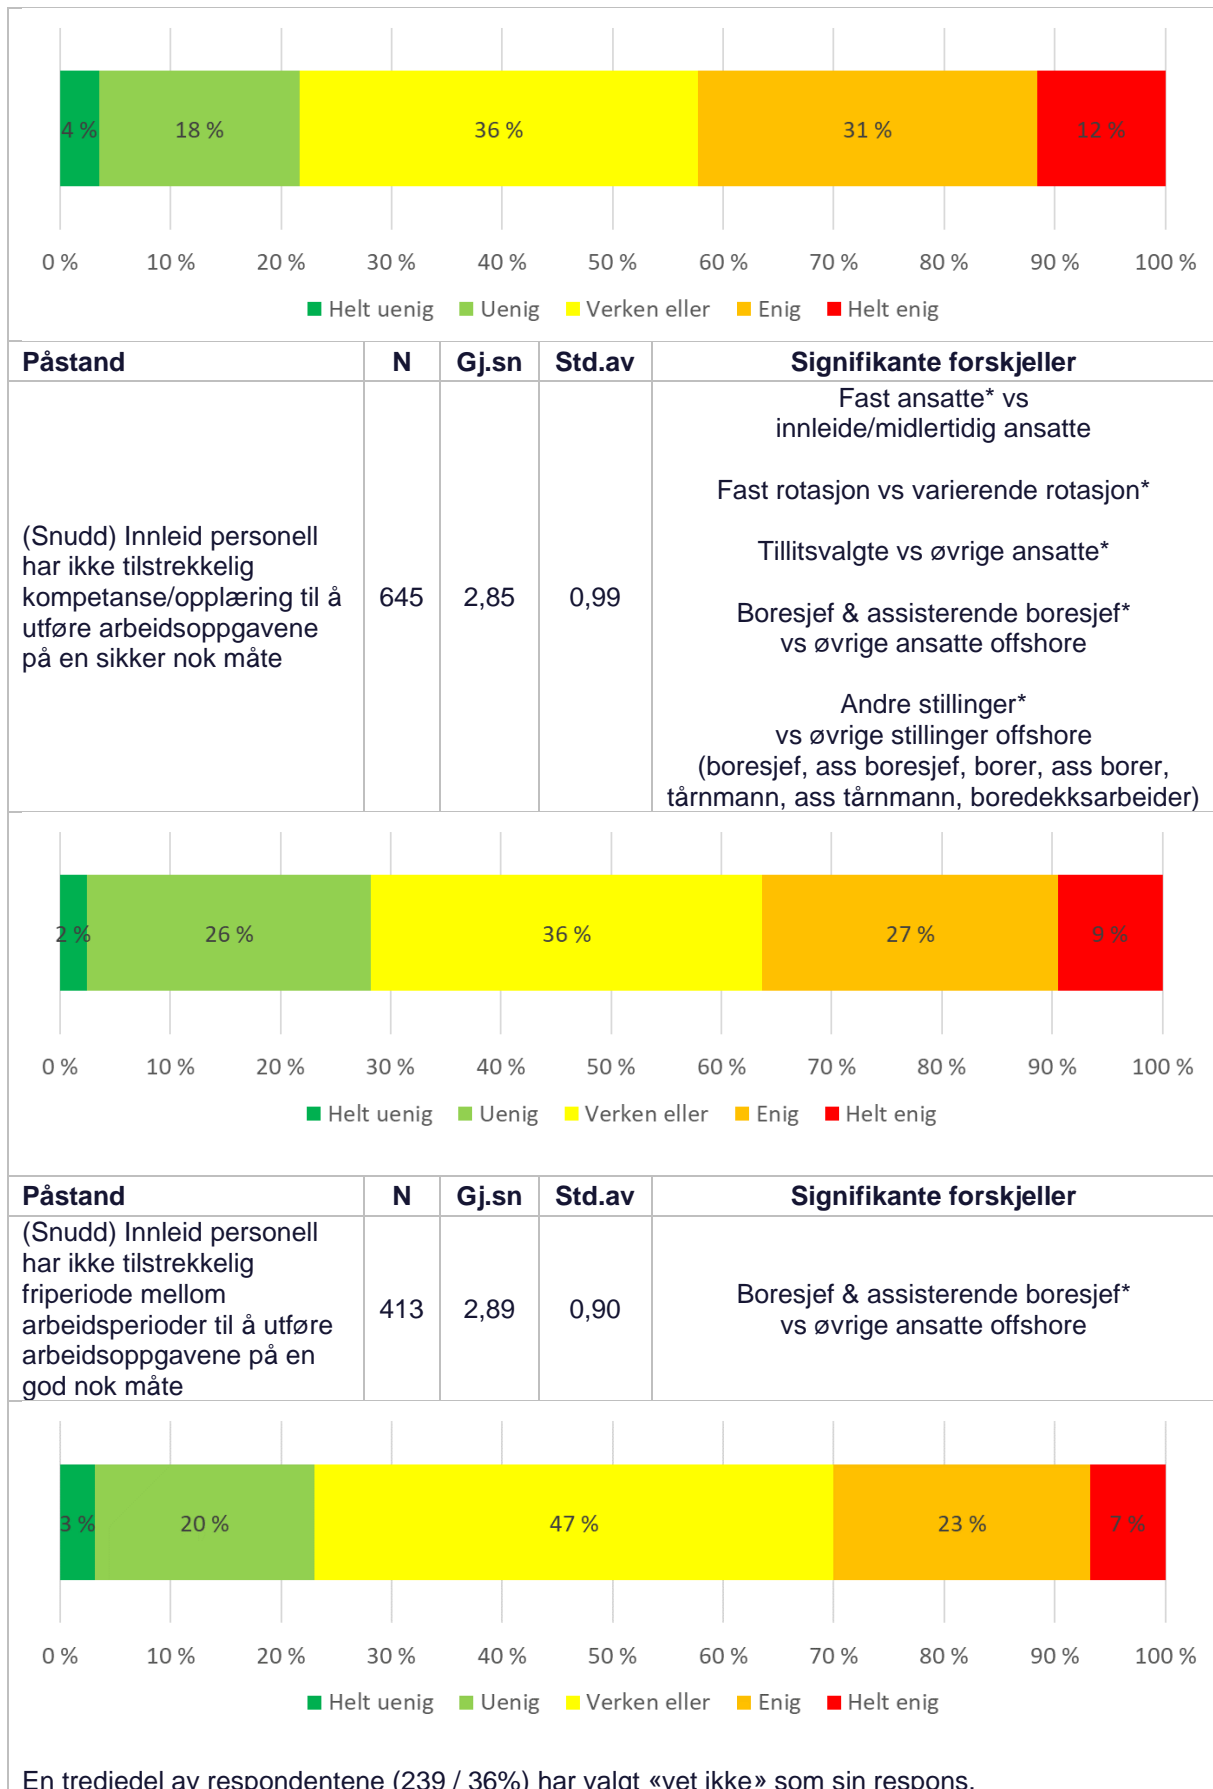 4 % 18 % 36 % 31 % 12 %
0 % 10 % 20 % 30 % 40 % 50 % 60 % 70 % 80 % 90 % 100 %
Helt uenig Uenig Verken eller Enig Helt enig
Påstand N Gj.sn Std.av Signifikante forskjeller
(Snudd) Innleid personell
har ikke tilstrekkelig
kompetanse/opplæring til å
utføre arbeidsoppgavene
på en sikker nok måte
645 2,85 0,99
Fast ansatte* vs
innleide/midlertidig ansatte
Fast rotasjon vs varierende rotasjon*
Tillitsvalgte vs øvrige ansatte*
Boresjef & assisterende boresjef*
vs øvrige ansatte offshore
Andre stillinger*
vs øvrige stillinger offshore
(boresjef, ass boresjef, borer, ass borer,
tårnmann, ass tårnmann, boredekksarbeider)
2 % 26 % 36 % 27 % 9 %
0 % 10 % 20 % 30 % 40 % 50 % 60 % 70 % 80 % 90 % 100 %
Helt uenig Uenig Verken eller Enig Helt enig
Påstand N Gj.sn Std.av Signifikante forskjeller
(Snudd) Innleid personell
har ikke tilstrekkelig
friperiode mellom
arbeidsperioder til å utføre
arbeidsoppgavene på en
god nok måte
413 2,89 0,90
Boresjef & assisterende boresjef*
vs øvrige ansatte offshore
3 % 20 % 47 % 23 % 7 %
0 % 10 % 20 % 30 % 40 % 50 % 60 % 70 % 80 % 90 % 100 %
Helt uenig Uenig Verken eller Enig Helt enig
En tredjedel av respondentene (239 / 36%) har valgt «vet ikke» som sin respons.